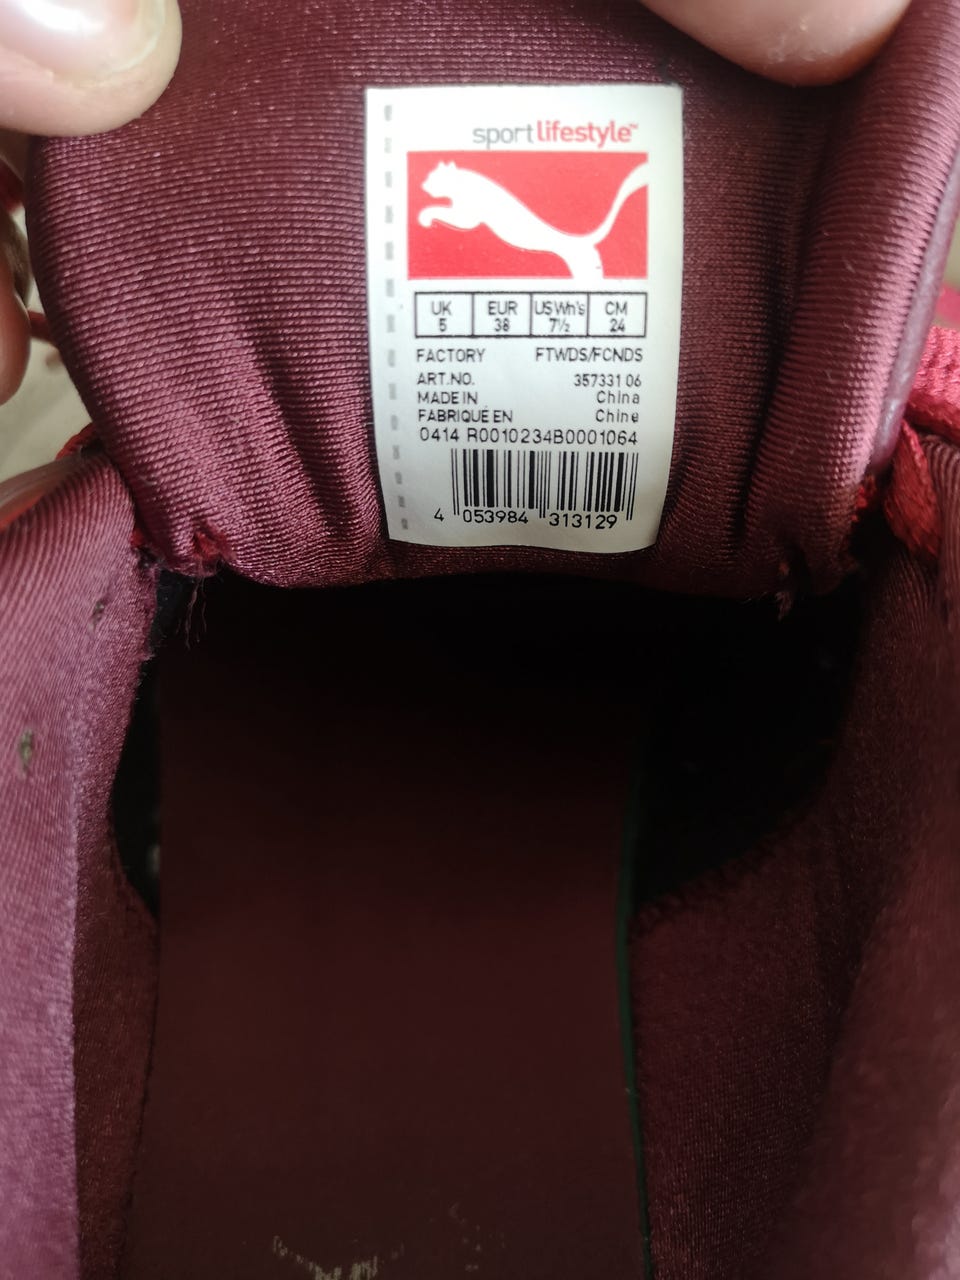 sportlifestyle™
UK EUR US Wn's CM
5 38 7½ 24
FACTORY FTWDS/FCNDS
ART.NO. 357331 06
MADE IN China
FABRIQUÉ EN Chine
0414 R0010234B0001064
4 053984 313129